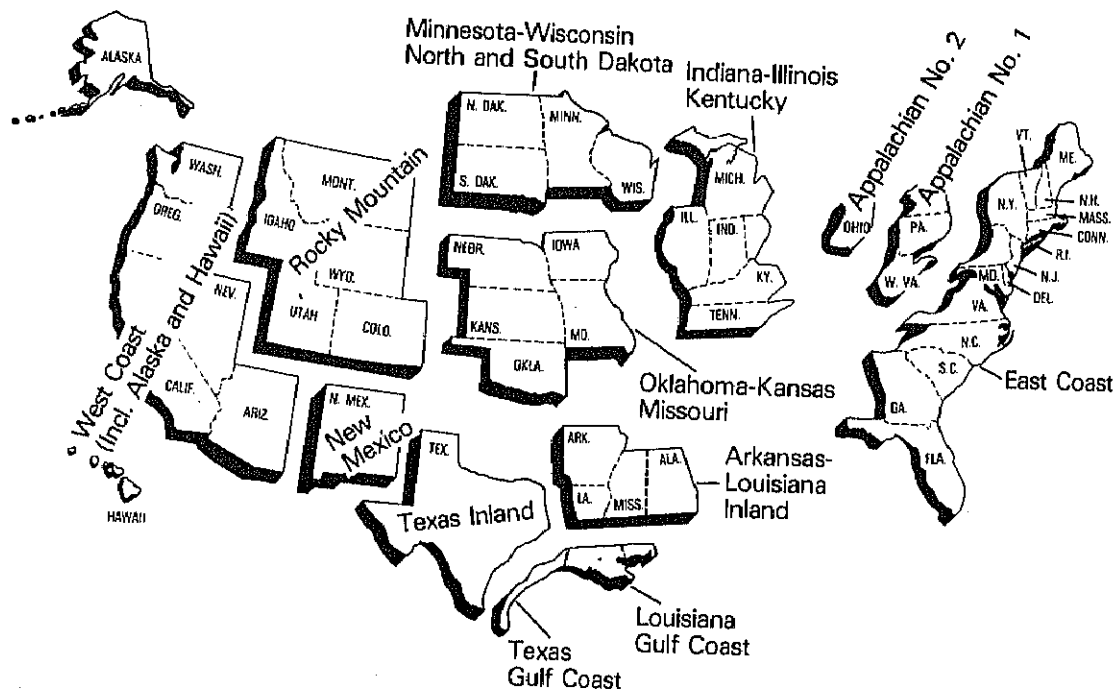 ALASKA
Minnesota-Wisconsin
North and South Dakota
Indiana-Illinois
Kentucky
Appalachian No. 2
Appalachian No. 1
WASH.
OREG.
NEV.
CALIF.
ARIZ.
West Coast
(Incl. Alaska and Hawaii)
HAWAII
MONT.
IDAHO
WYO.
UTAH
COLO.
Rocky Mountain
N. MEX.
New
Mexico
N. DAK.
MINN.
S. DAK.
WIS.
NEBR.
IOWA
KANS.
MO.
OKLA.
Oklahoma-Kansas
Missouri
MICH.
ILL.
IND.
KY.
TENN.
OHIO
PA.
W. VA.
VT.
ME.
N.Y.
N.H.
MASS.
CONN.
R.I.
N.J.
MD.
DEL.
VA.
N.C.
S.C.
GA.
FLA.
East Coast
TEX.
Texas Inland
ARK.
ALA.
LA.
MISS.
Arkansas-
Louisiana
Inland
Louisiana
Gulf Coast
Texas
Gulf Coast